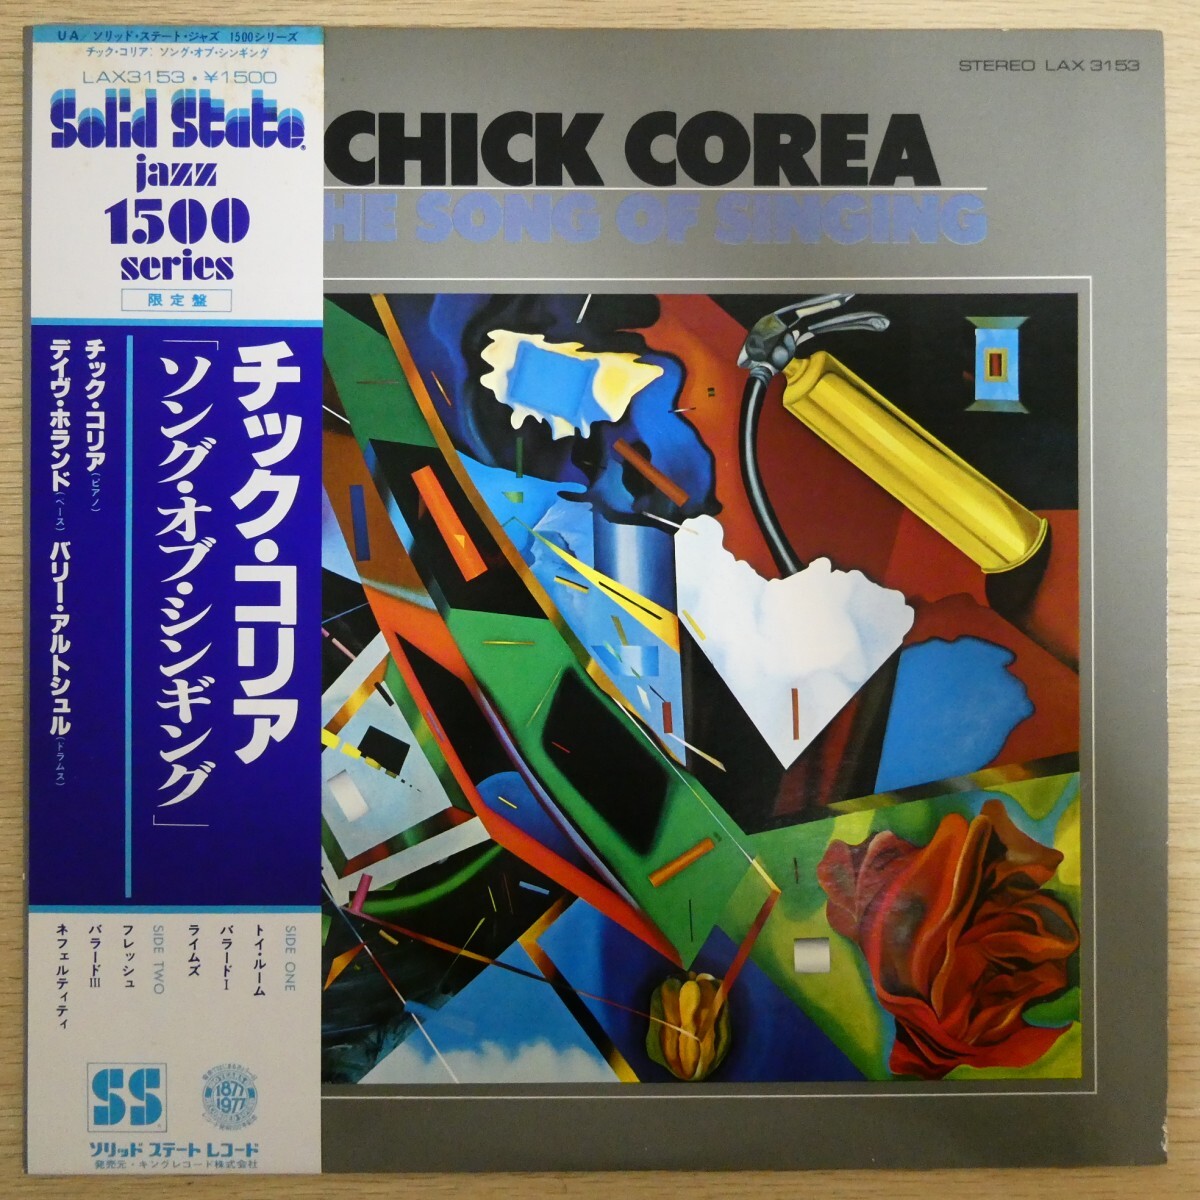 UA/ソリッド・ステート・ジャズ 1500シリーズ
チック・コリア: ソング・オブ・シンギング
LAX3153・¥1500
Solid State®
jazz
1500
series
限定盤
チック・コリア
「ソング・オブ・シンギング」
チック・コリア(ピアノ)
デイヴ・ホランド(ベース) バリー・アルトシュル(ドラムス)
SIDE ONE
トイ・ルーム
バラード・I
ライムズ
SIDE TWO
フレッシュ
バラード・III
ネフェルティティ
SS
1877
1977
ソリッド ステート レコード
発売元・キングレコード株式会社
STEREO LAX 3153
CHICK COREA
HE SONG OF SINGING